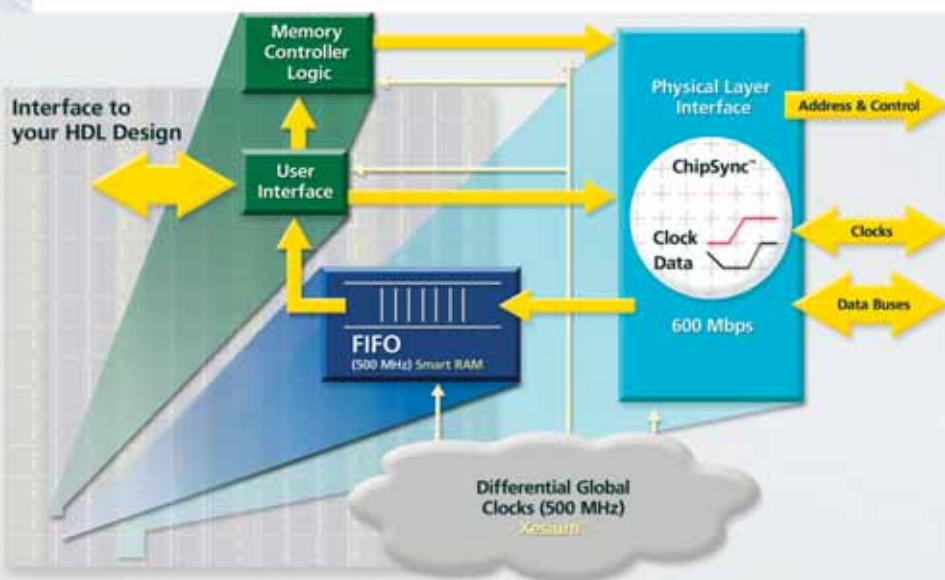 Memory
Controller
Logic
Interface to
your HDL Design
User
Interface
Physical Layer
Interface
ChipSync™
Clock
Data
600 Mbps
Address & Control
Clocks
Data Buses
FIFO
(500 MHz) Smart RAM
Differential Global
Clocks (500 MHz)